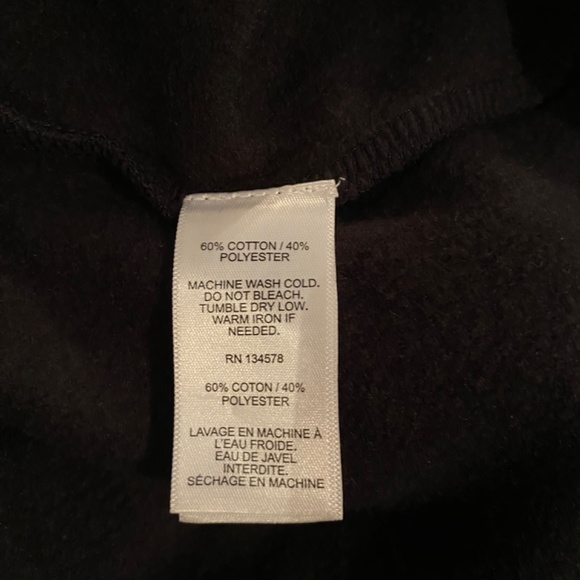 60% COTTON / 40%
POLYESTER
MACHINE WASH COLD.
DO NOT BLEACH.
TUMBLE DRY LOW.
WARM IRON IF
NEEDED.
RN 134578
60% COTON / 40%
POLYESTER
LAVAGE EN MACHINE À
L'EAU FROIDE.
EAU DE JAVEL
INTERDITE.
SÉCHAGE EN MACHINE